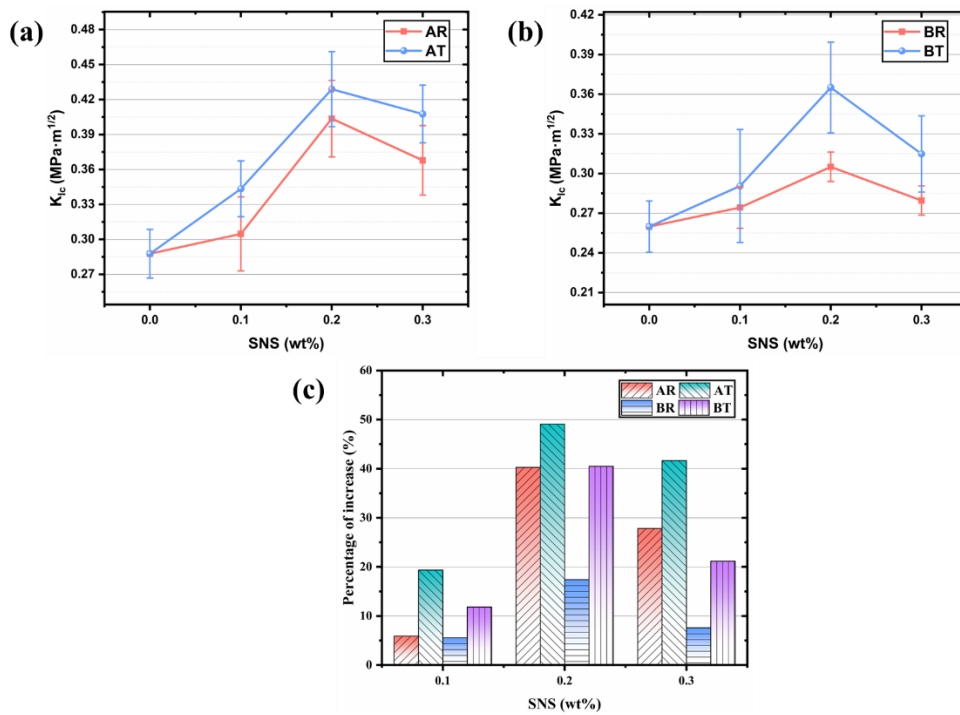 (a)
AR
AT
0.48
0.45
0.42
0.39
0.36
0.33
0.30
0.27
K_Ic (MPa·m^1/2)
0.0 0.1 0.2 0.3
SNS (wt%)
(b)
BR
BT
0.42
0.39
0.36
0.33
0.30
0.27
0.24
0.21
K_Ic (MPa·m^1/2)
0.0 0.1 0.2 0.3
SNS (wt%)
(c)
AR AT
BR BT
60
50
40
30
20
10
0
Percentage of increase (%)
0.1 0.2 0.3
SNS (wt%)